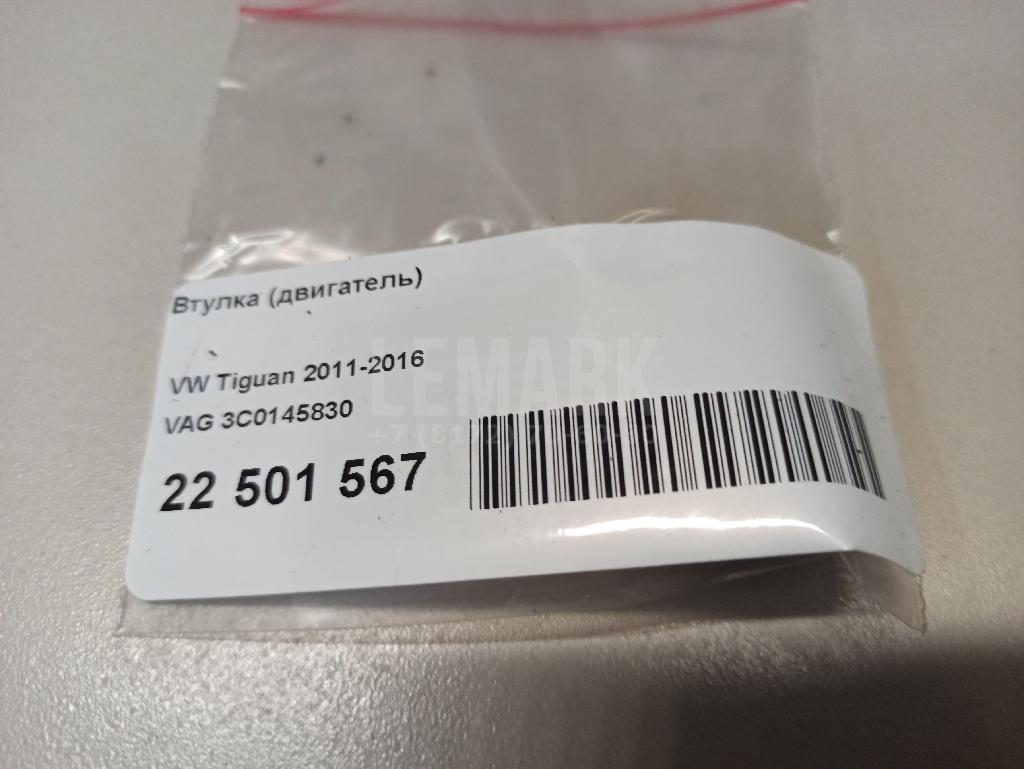 Втулка (двигатель)
VW Tiguan 2011-2016
VAG 3C0145830
22 501 567
LEMARK